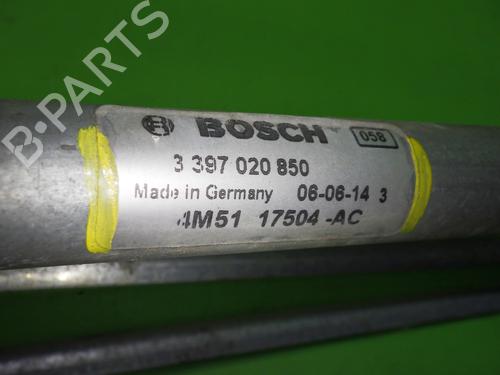 B-PARTS
BOSCH 058
3 397 020 850
Made in Germany 06-06-14 3
4M51 17504-AC